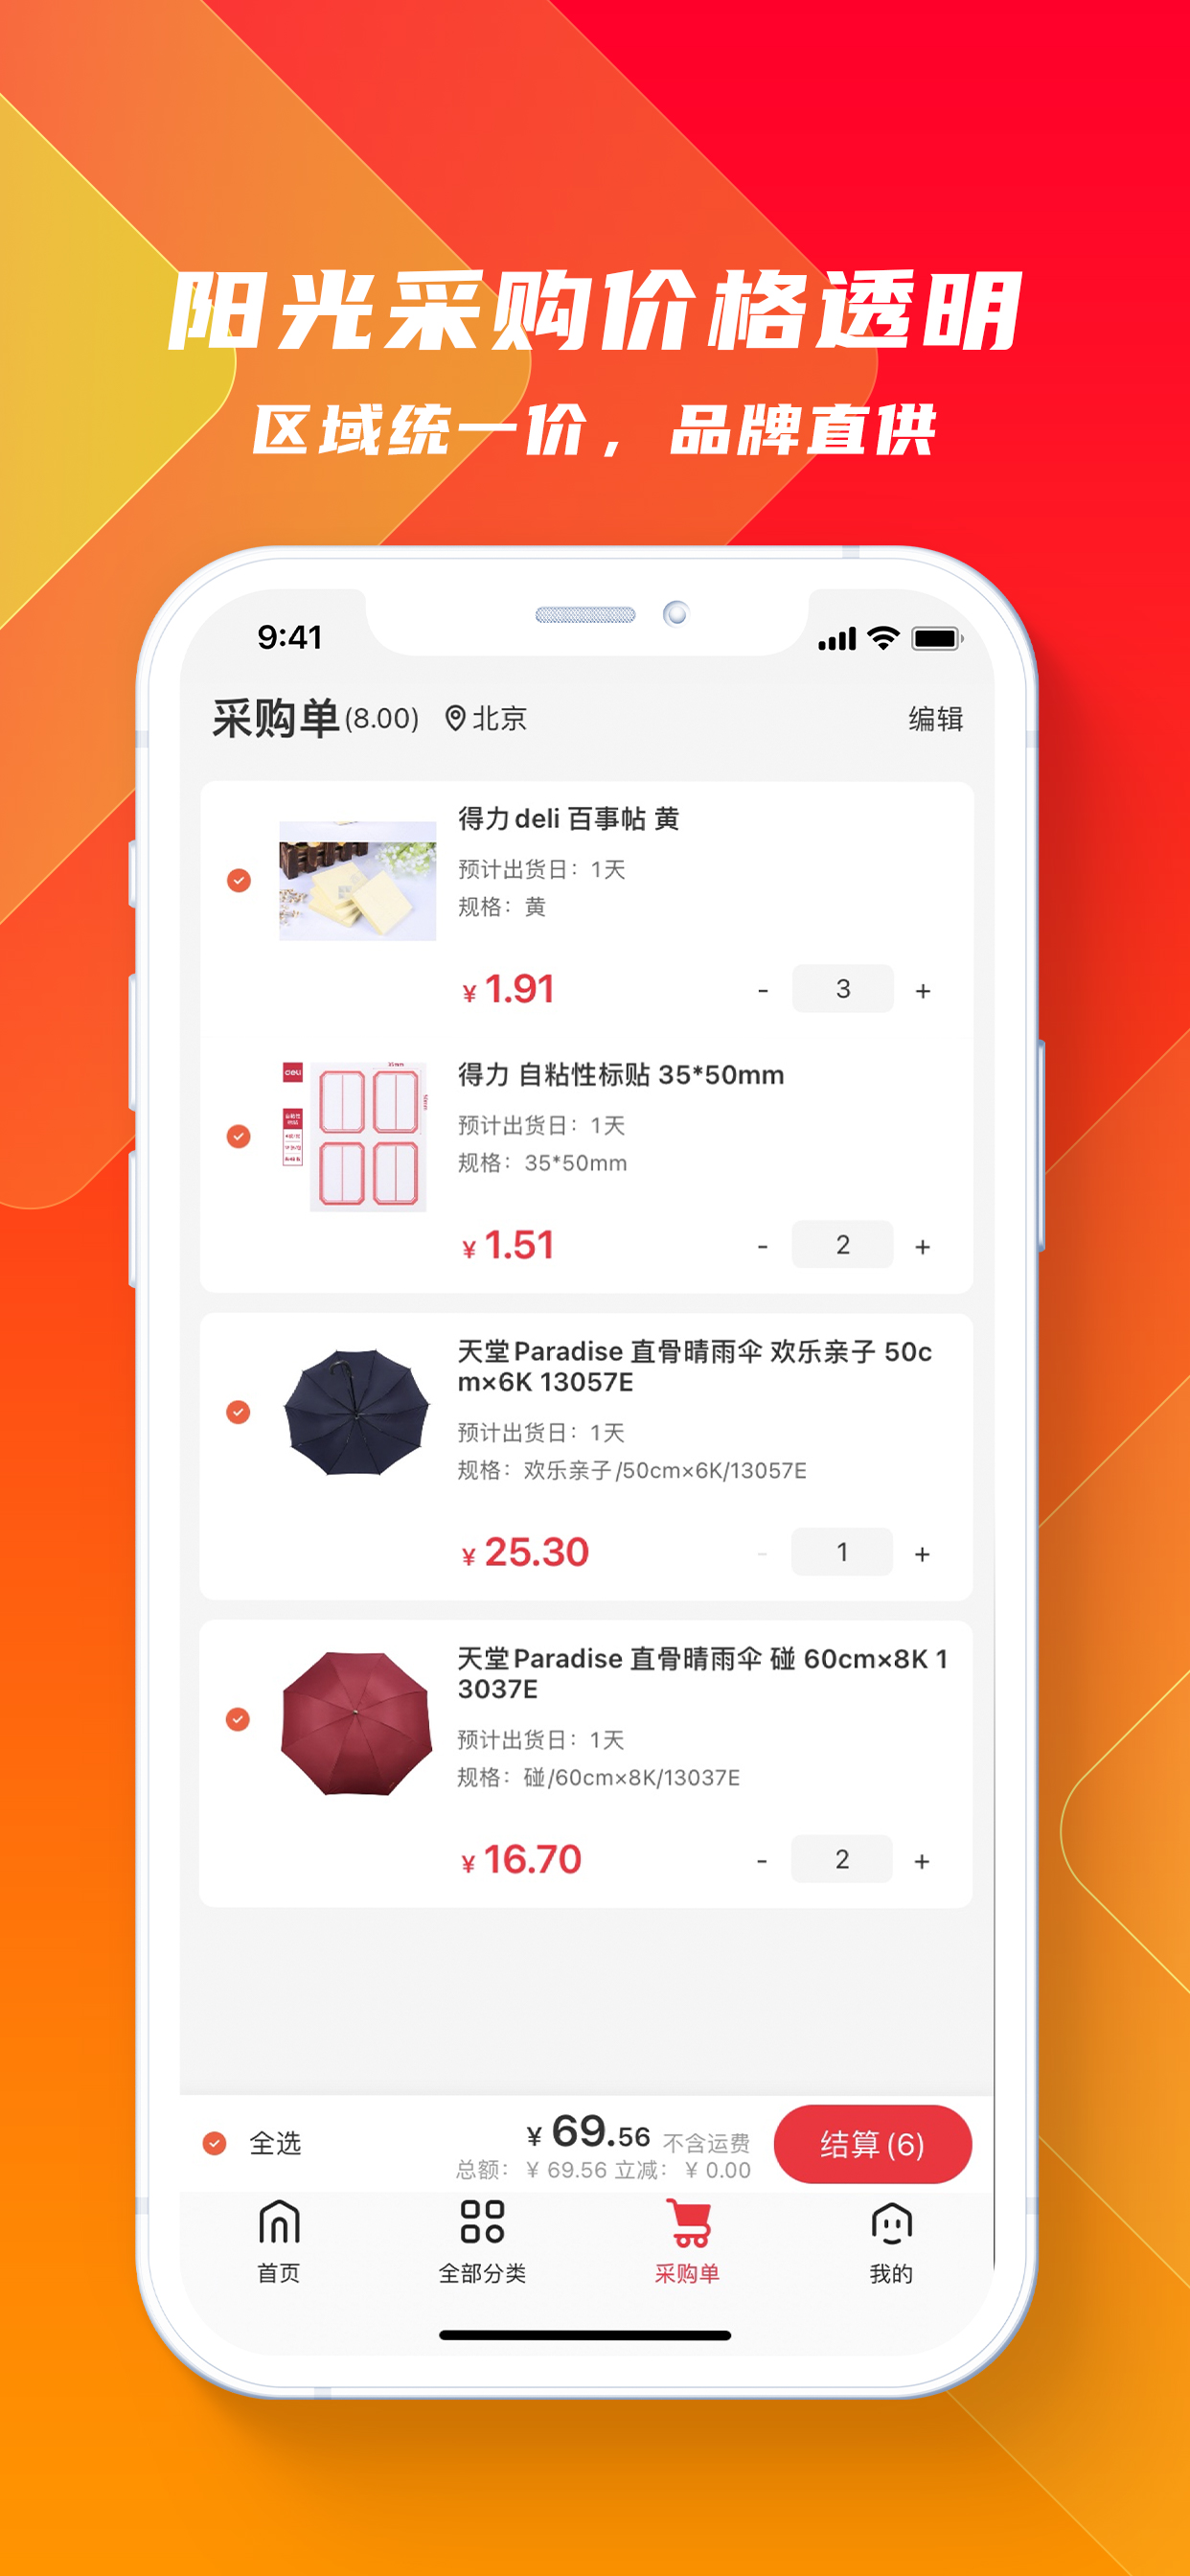 阳光采购价格透明
区域统一价，品牌直供
9:41
采购单(8.00) 北京 编辑
得力deli 百事帖 黄
预计出货日：1天
规格：黄
¥ 1.91 - 3 +
得力 自粘性标贴 35*50mm
预计出货日：1天
规格：35*50mm
deli
35mm
¥ 1.51 - 2 +
天堂Paradise 直骨晴雨伞 欢乐亲子 50c
m×6K 13057E
预计出货日：1天
规格：欢乐亲子/50cm×6K/13057E
¥ 25.30 - 1 +
天堂Paradise 直骨晴雨伞 碰 60cm×8K 1
3037E
预计出货日：1天
规格：碰/60cm×8K/13037E
¥ 16.70 - 2 +
全选 ¥ 69.56 不含运费 结算(6)
总额：¥ 69.56 立减：¥ 0.00
首页 全部分类 采购单 我的